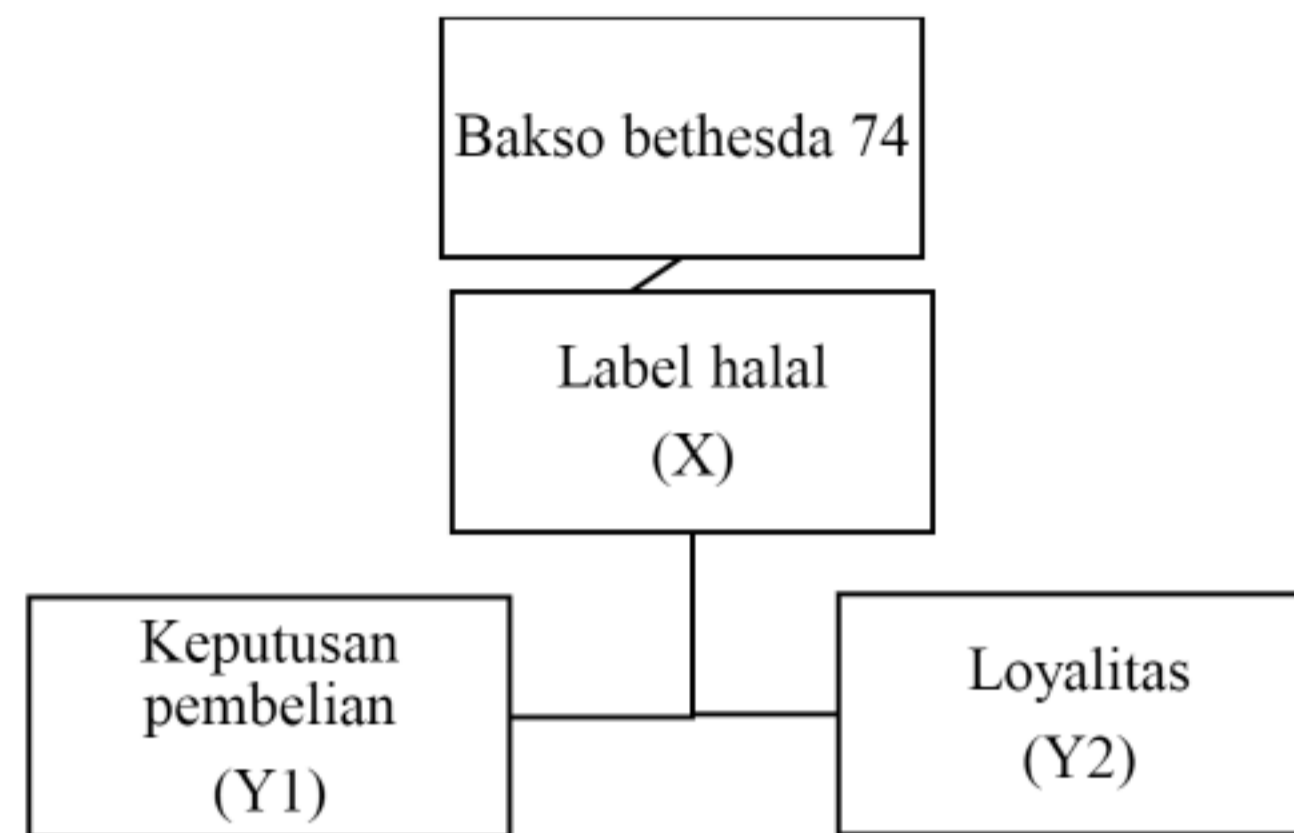 Bakso bethesda 74
Label halal
(X)
Keputusan
pembelian
(Y1)
Loyalitas
(Y2)